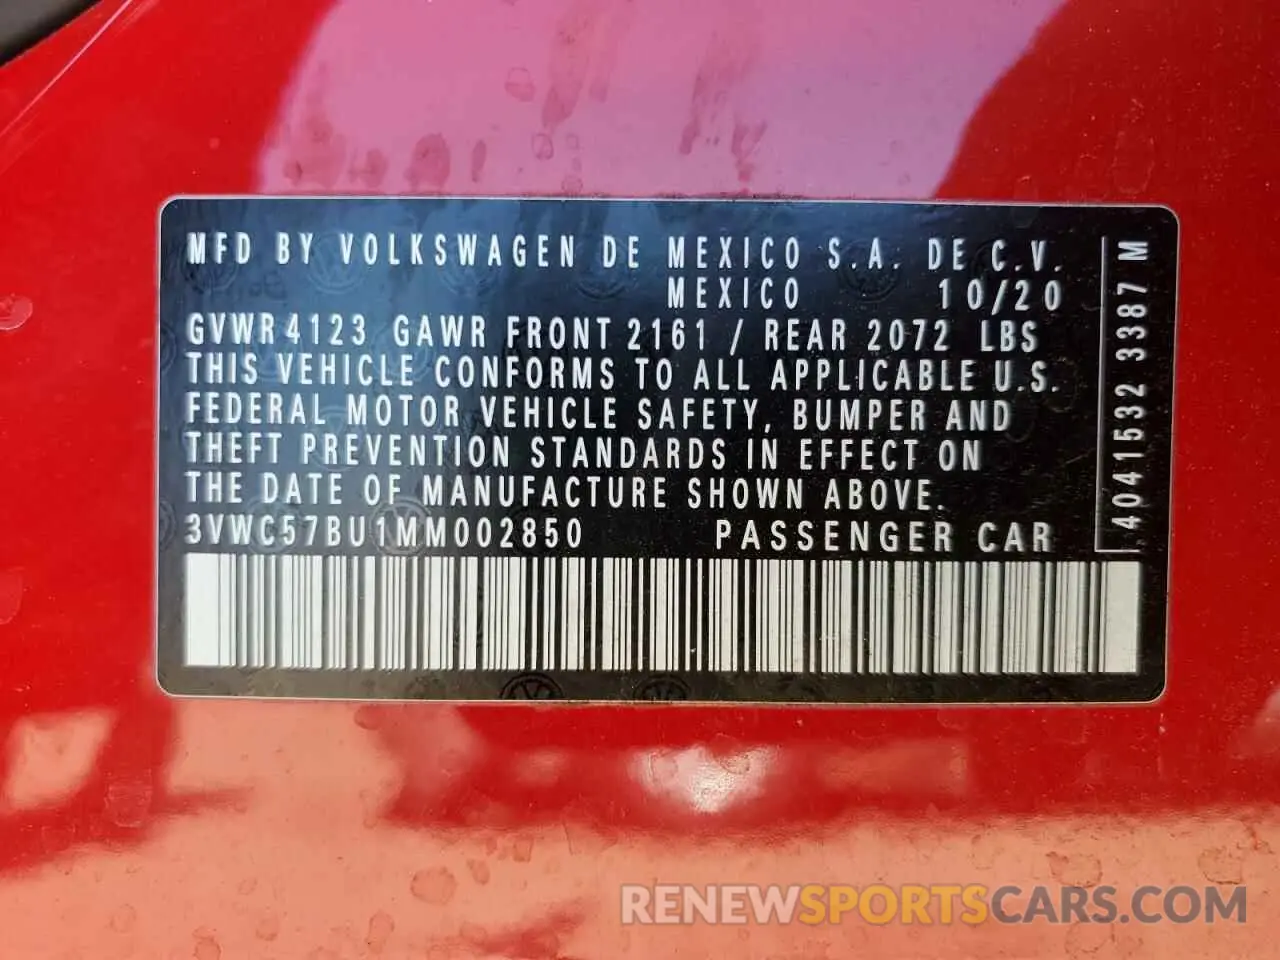 MFD BY VOLKSWAGEN DE MEXICO S.A. DE C.V.
MEXICO 10/20
GVWR 4123 GAWR FRONT 2161 / REAR 2072 LBS
THIS VEHICLE CONFORMS TO ALL APPLICABLE U.S.
FEDERAL MOTOR VEHICLE SAFETY, BUMPER AND
THEFT PREVENTION STANDARDS IN EFFECT ON
THE DATE OF MANUFACTURE SHOWN ABOVE.
3VWC57BU1MM002850 PASSENGER CAR
4041532 3387 M
RENEWSPORTSCARS.COM